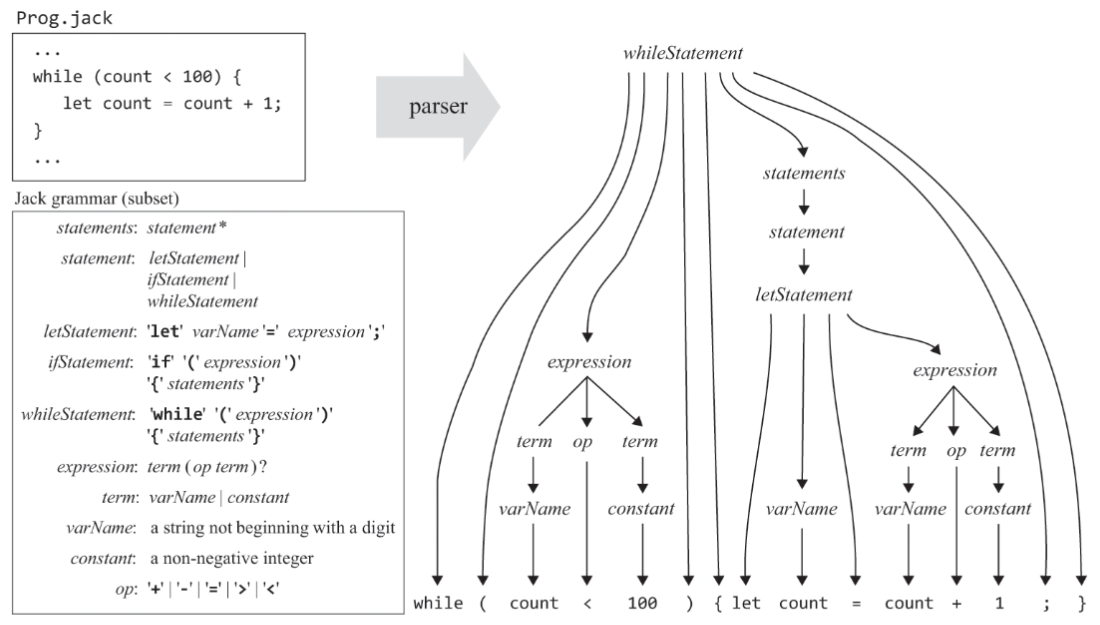 Prog.jack
...
while (count < 100) {
let count = count + 1;
}
...
parser
Jack grammar (subset)
statements: statement*
statement: letStatement |
ifStatement |
whileStatement
letStatement: 'let' varName '=' expression ';'
ifStatement: 'if' '(' expression ')'
'{' statements '}'
whileStatement: 'while' '(' expression ')'
'{' statements '}'
expression: term (op term)?
term: varName | constant
varName: a string not beginning with a digit
constant: a non-negative integer
op: '+' | '-' | '=' | '>' | '<'
whileStatement
statements
statement
letStatement
expression expression
term op term term op term
varName constant varName varName constant
while ( count < 100 ) { let count = count + 1 ; }